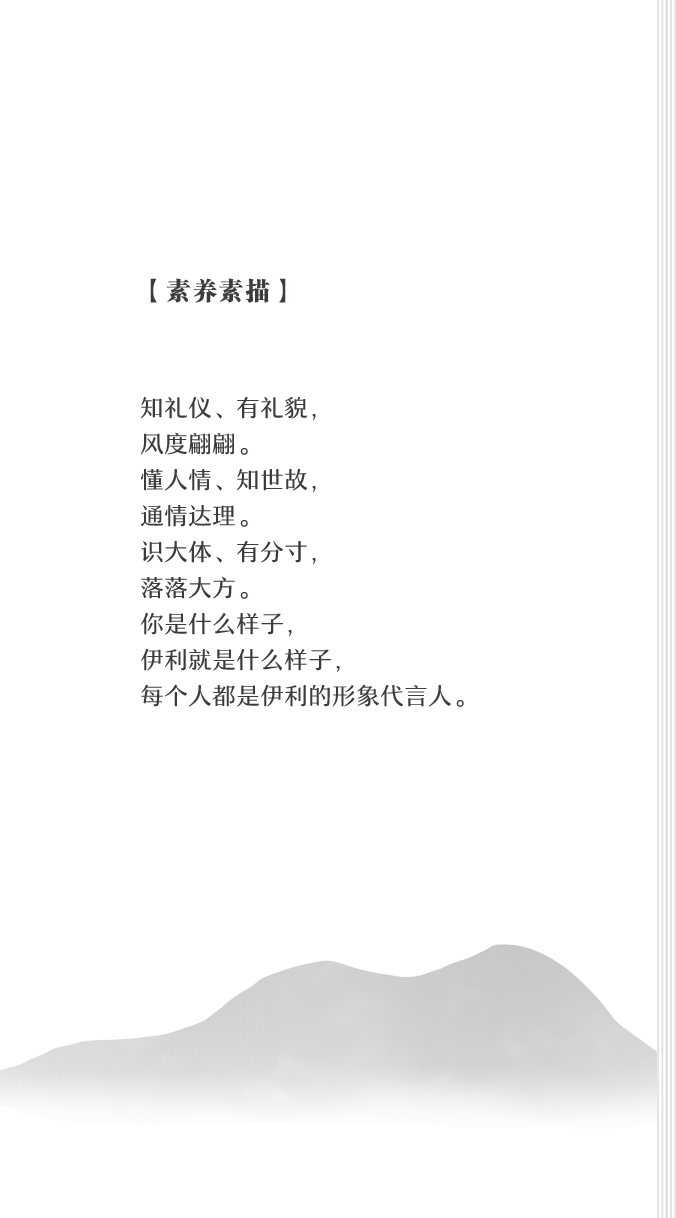 【素养素描】
知礼仪、有礼貌，
风度翩翩。
懂人情、知世故，
通情达理。
识大体、有分寸，
落落大方。
你是什么样子，
伊利就是什么样子，
每个人都是伊利的形象代言人。